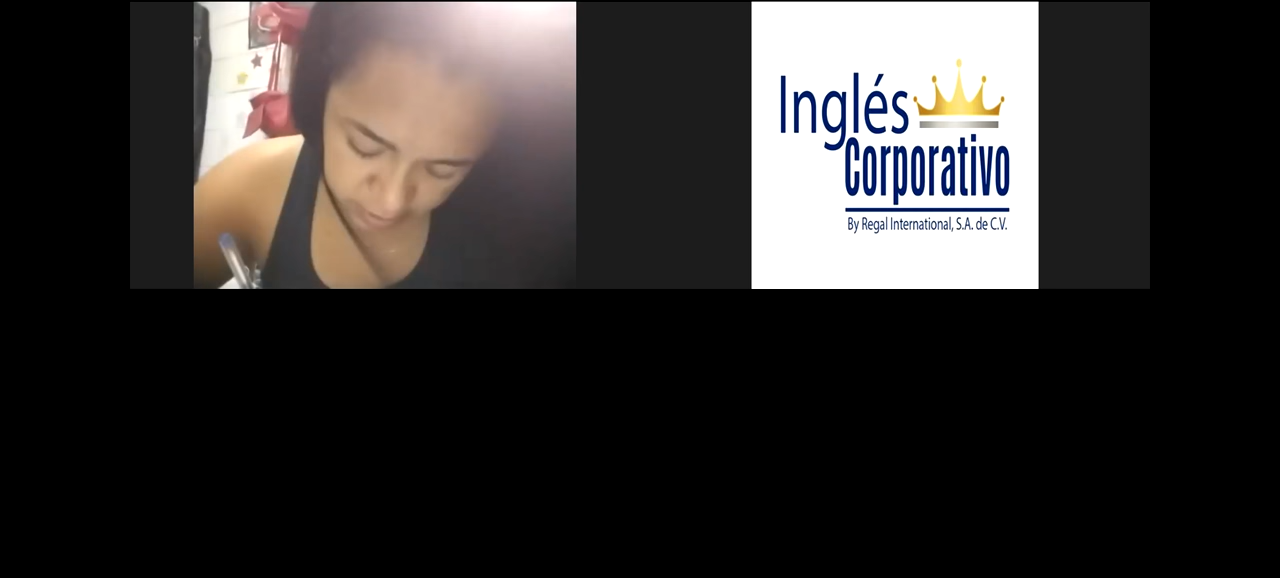 Inglés
Corporativo
By Regal International, S.A. de C.V.